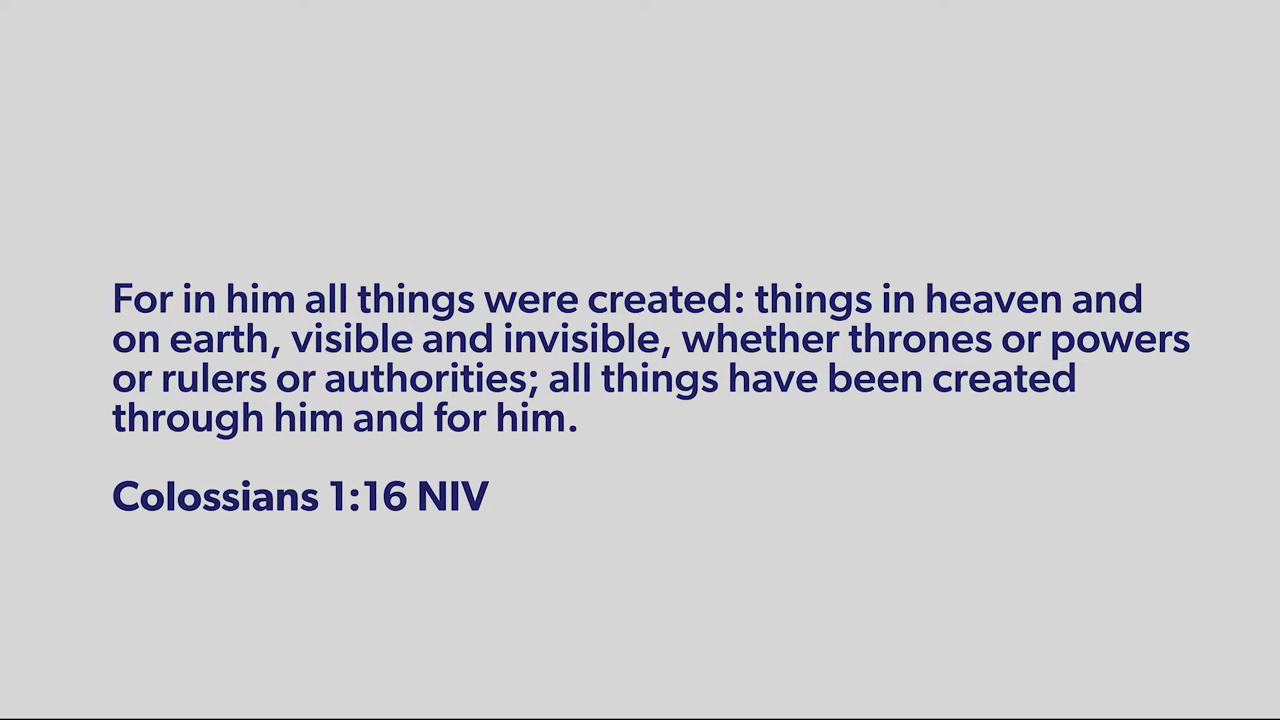 For in him all things were created: things in heaven and
on earth, visible and invisible, whether thrones or powers
or rulers or authorities; all things have been created
through him and for him.
Colossians 1:16 NIV